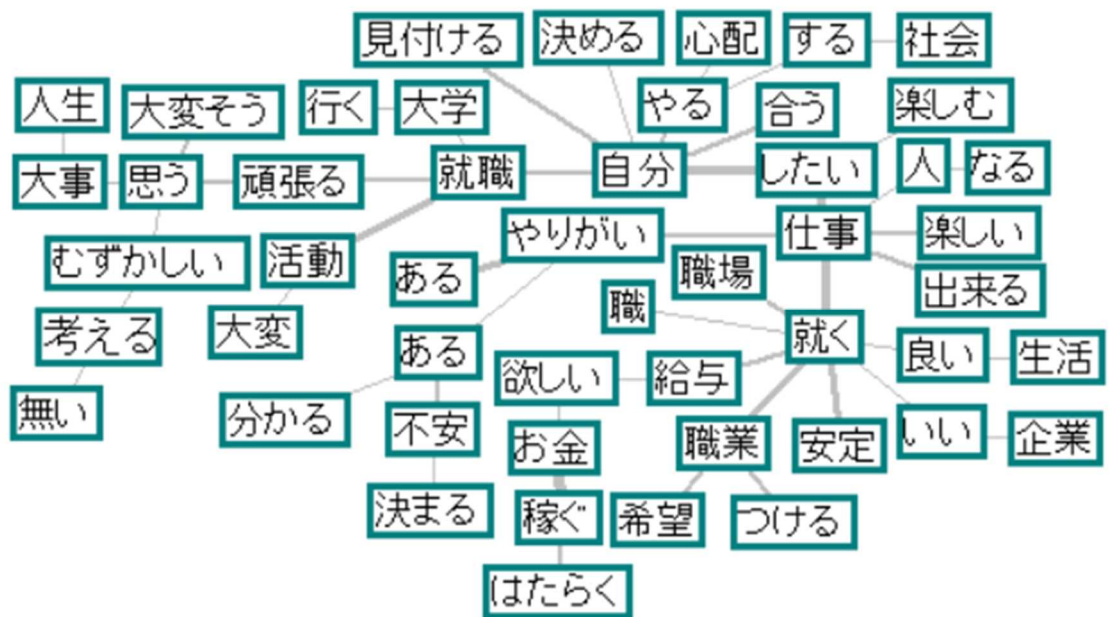 見付ける
決める
心配
する
社会
人生
大変そう
行く
大学
やる
合う
楽しむ
大事
思う
頑張る
就職
自分
したい
人
なる
むずかしい
活動
やりがい
仕事
楽しい
ある
職場
出来る
考える
大変
職
就く
ある
欲しい
給与
良い
生活
無い
分かる
不安
お金
職業
安定
いい
企業
決まる
稼ぐ
希望
つける
はたらく